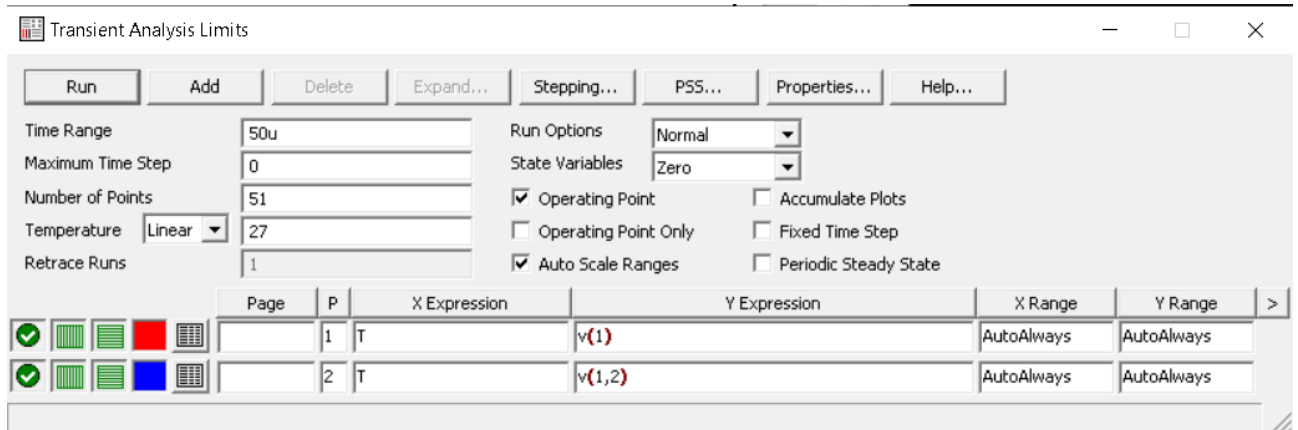 Transient Analysis Limits
Run Add Delete Expand... Stepping... PSS... Properties... Help...
Time Range 50u Run Options Normal
Maximum Time Step 0 State Variables Zero
Number of Points 51 Operating Point Accumulate Plots
Temperature Linear 27 Operating Point Only Fixed Time Step
Retrace Runs 1 Auto Scale Ranges Periodic Steady State
Page P X Expression Y Expression X Range Y Range >
1 T v(1) AutoAlways AutoAlways
2 T v(1,2) AutoAlways AutoAlways